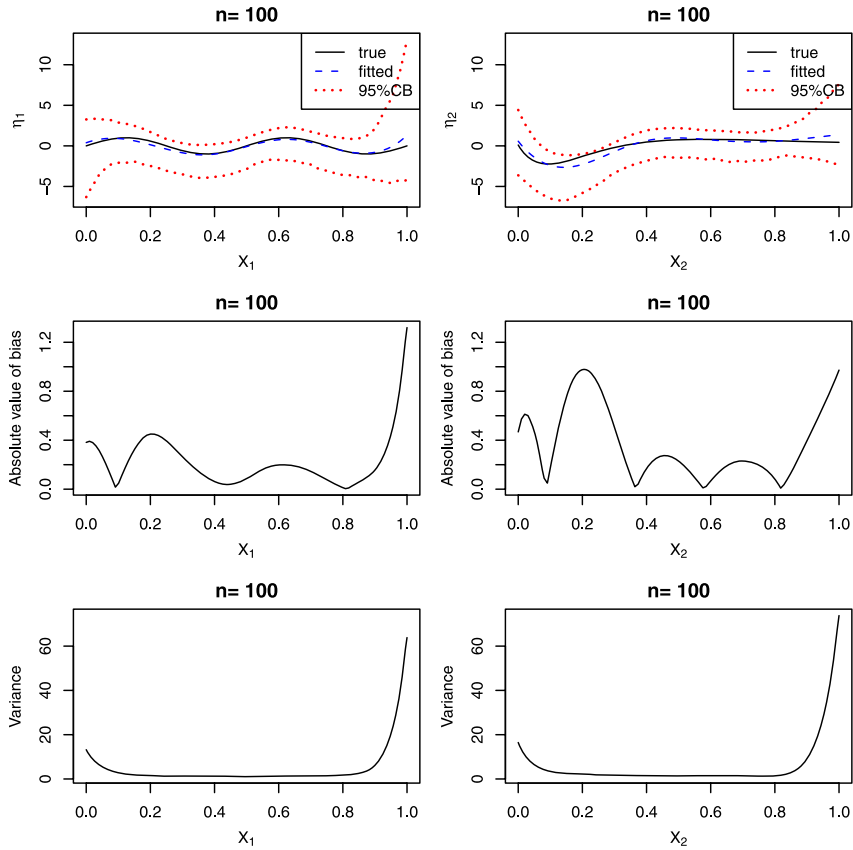 n= 100
η₁
10
5
0
−5
true
fitted
95%CB
0.0 0.2 0.4 0.6 0.8 1.0
X₁
n= 100
η₂
10
5
0
−5
true
fitted
95%CB
0.0 0.2 0.4 0.6 0.8 1.0
X₂
n= 100
Absolute value of bias
1.2
0.8
0.4
0.0
0.0 0.2 0.4 0.6 0.8 1.0
X₁
n= 100
Absolute value of bias
1.2
0.8
0.4
0.0
0.0 0.2 0.4 0.6 0.8 1.0
X₂
n= 100
Variance
60
40
20
0
0.0 0.2 0.4 0.6 0.8 1.0
X₁
n= 100
Variance
60
40
20
0
0.0 0.2 0.4 0.6 0.8 1.0
X₂